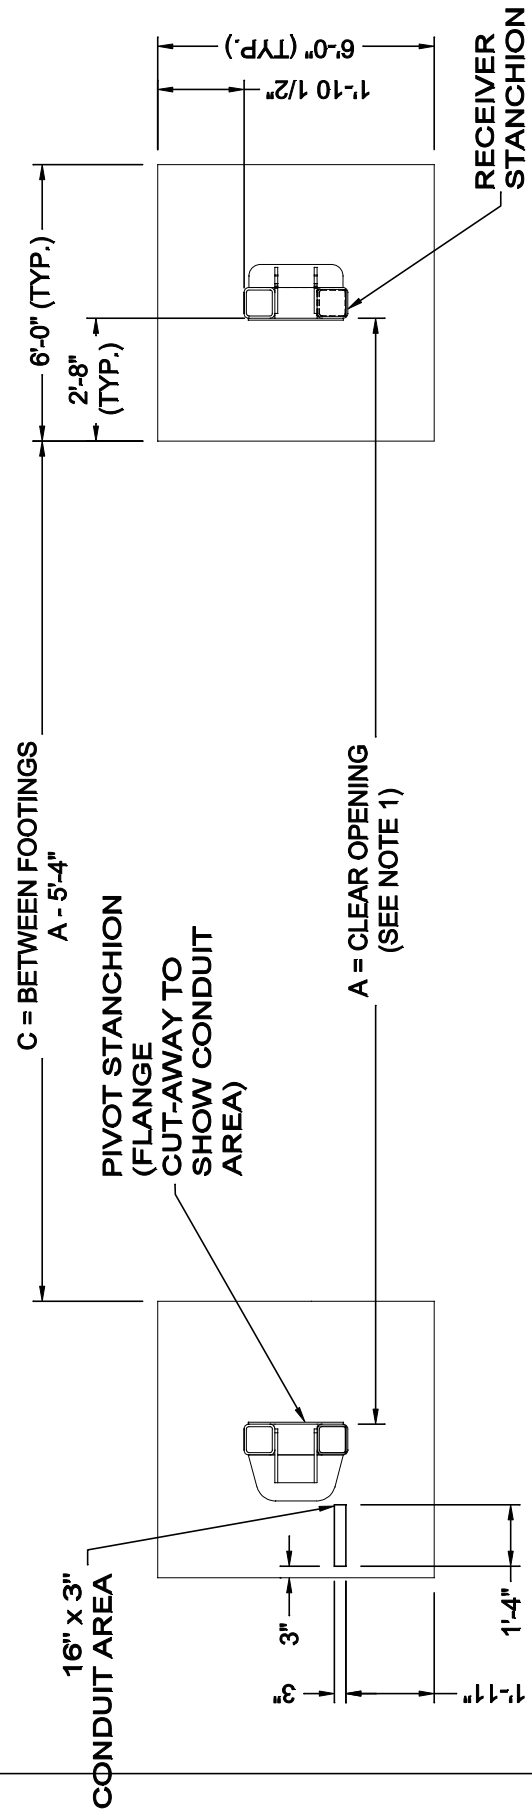 C = BETWEEN FOOTINGS
A - 5'-4"
6'-0" (TYP.)
2'-8"
(TYP.)
6'-0" (TYP.)
1'-10 1/2"
RECEIVER
STANCHION
PIVOT STANCHION
(FLANGE
CUT-AWAY TO
SHOW CONDUIT
AREA)
A = CLEAR OPENING
(SEE NOTE 1)
16" x 3"
CONDUIT AREA
3"
3"
1'-4"
1'-11"